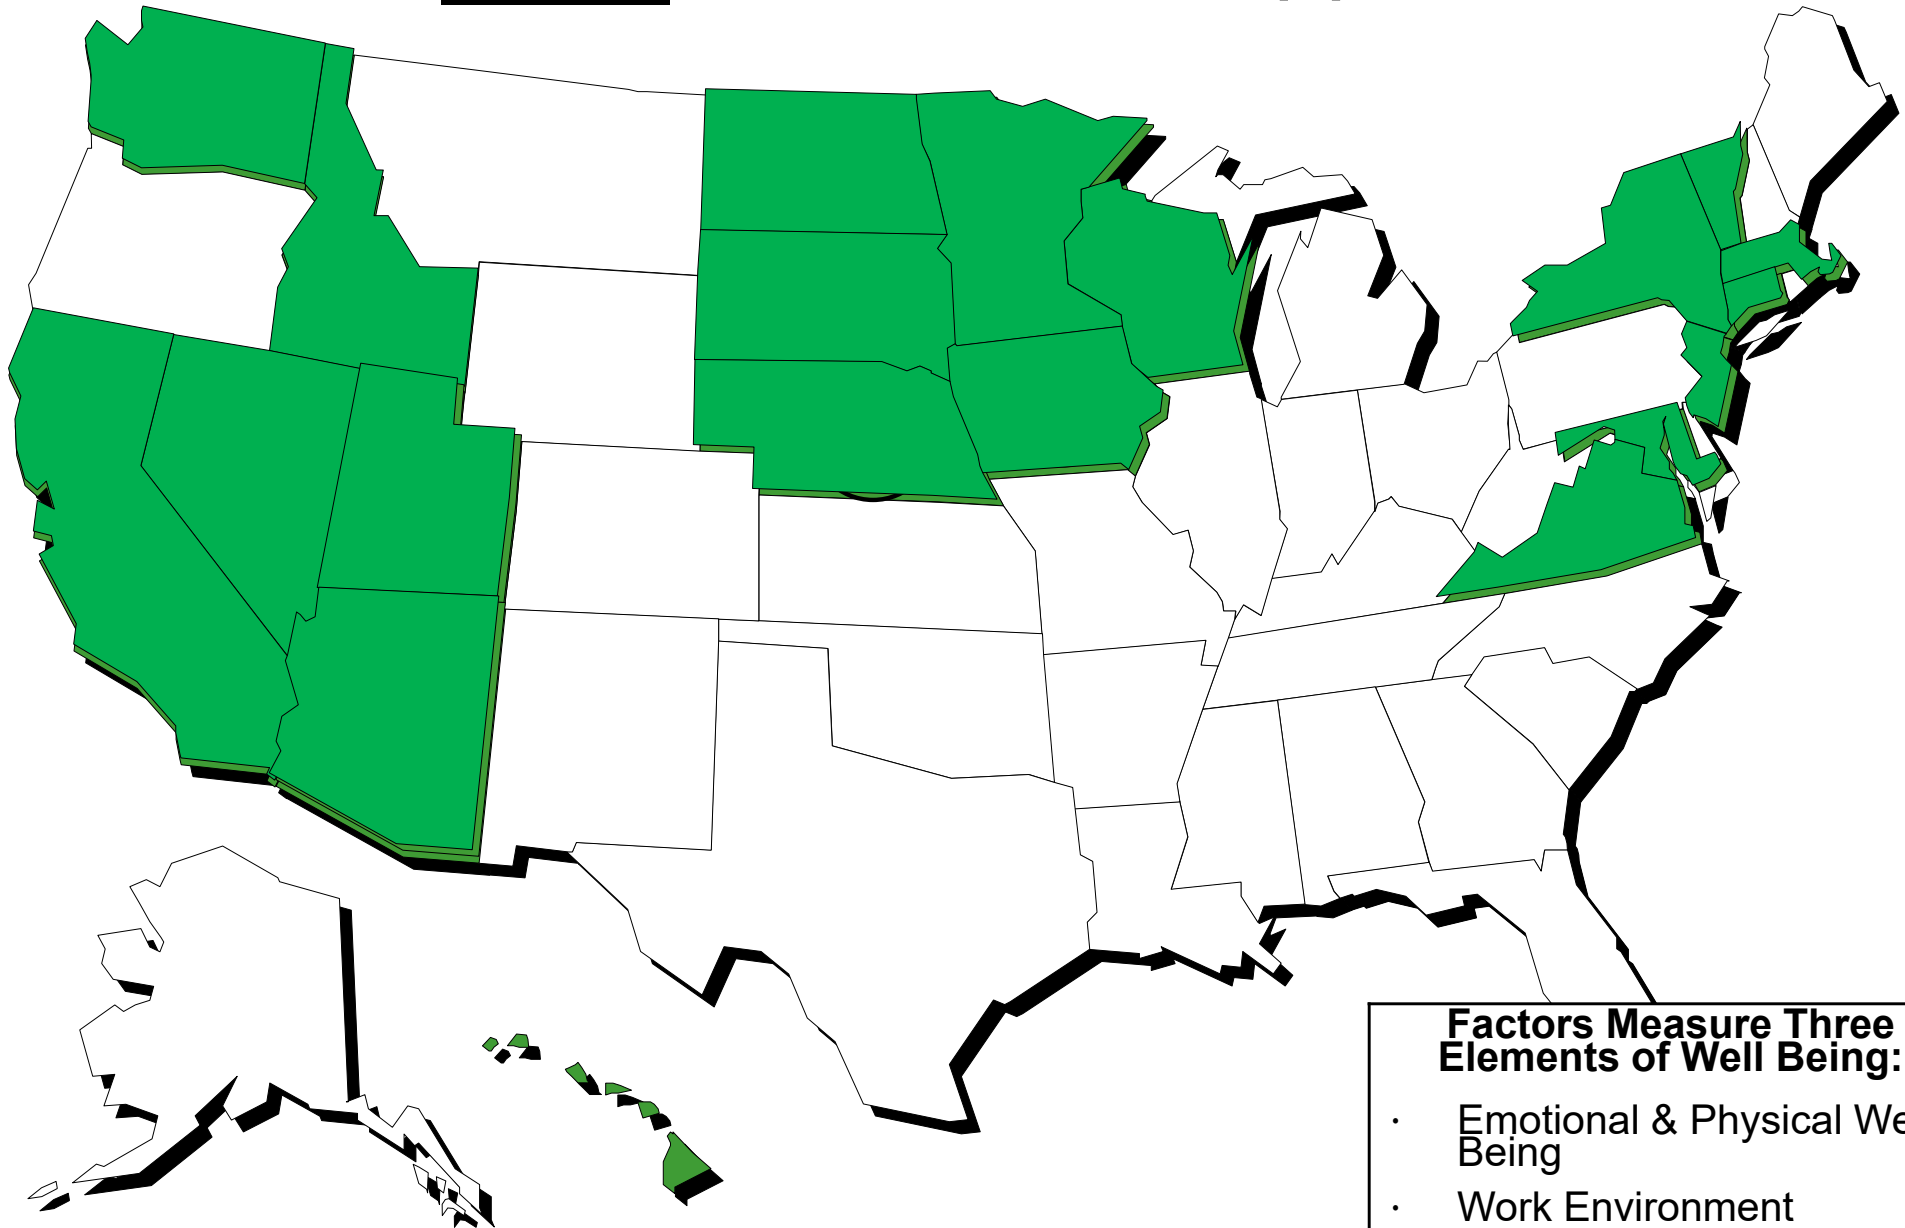 Factors Measure Three
Elements of Well Being:
· Emotional & Physical We
Being
· Work Environment